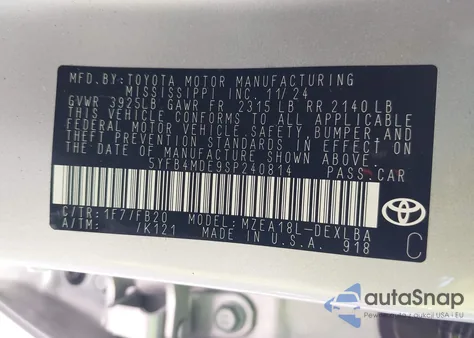 MFD.BY: TOYOTA MOTOR MANUFACTURING
MISSISSIPPI INC. 11/24
GVWR 3925LB GAWR FR 2315 LB RR 2140 LB
THIS VEHICLE CONFORMS TO ALL APPLICABLE
FEDERAL MOTOR VEHICLE SAFETY, BUMPER, AND
THEFT PREVENTION STANDARDS IN EFFECT ON
THE DATE OF MANUFACTURE SHOWN ABOVE.
5YFB4MDE9SP240814 PASS.CAR
C/TR: 1F7/FB20 MODEL: MZEA18L-DEXLBA
A/TM: /K121 MADE IN U.S.A. 918
TOYOTA
C
autoSnap